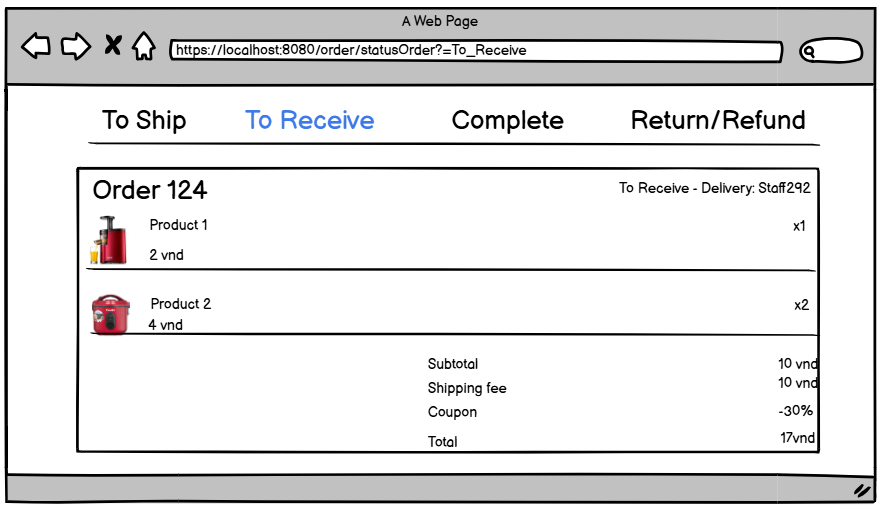 A Web Page
https://localhost:8080/order/statusOrder?=To_Receive
To Ship To Receive Complete Return/Refund
Order 124 To Receive - Delivery: Staff292
Product 1 x1
2 vnd
Product 2 x2
4 vnd
Subtotal 10 vnd
Shipping fee 10 vnd
Coupon -30%
Total 17vnd